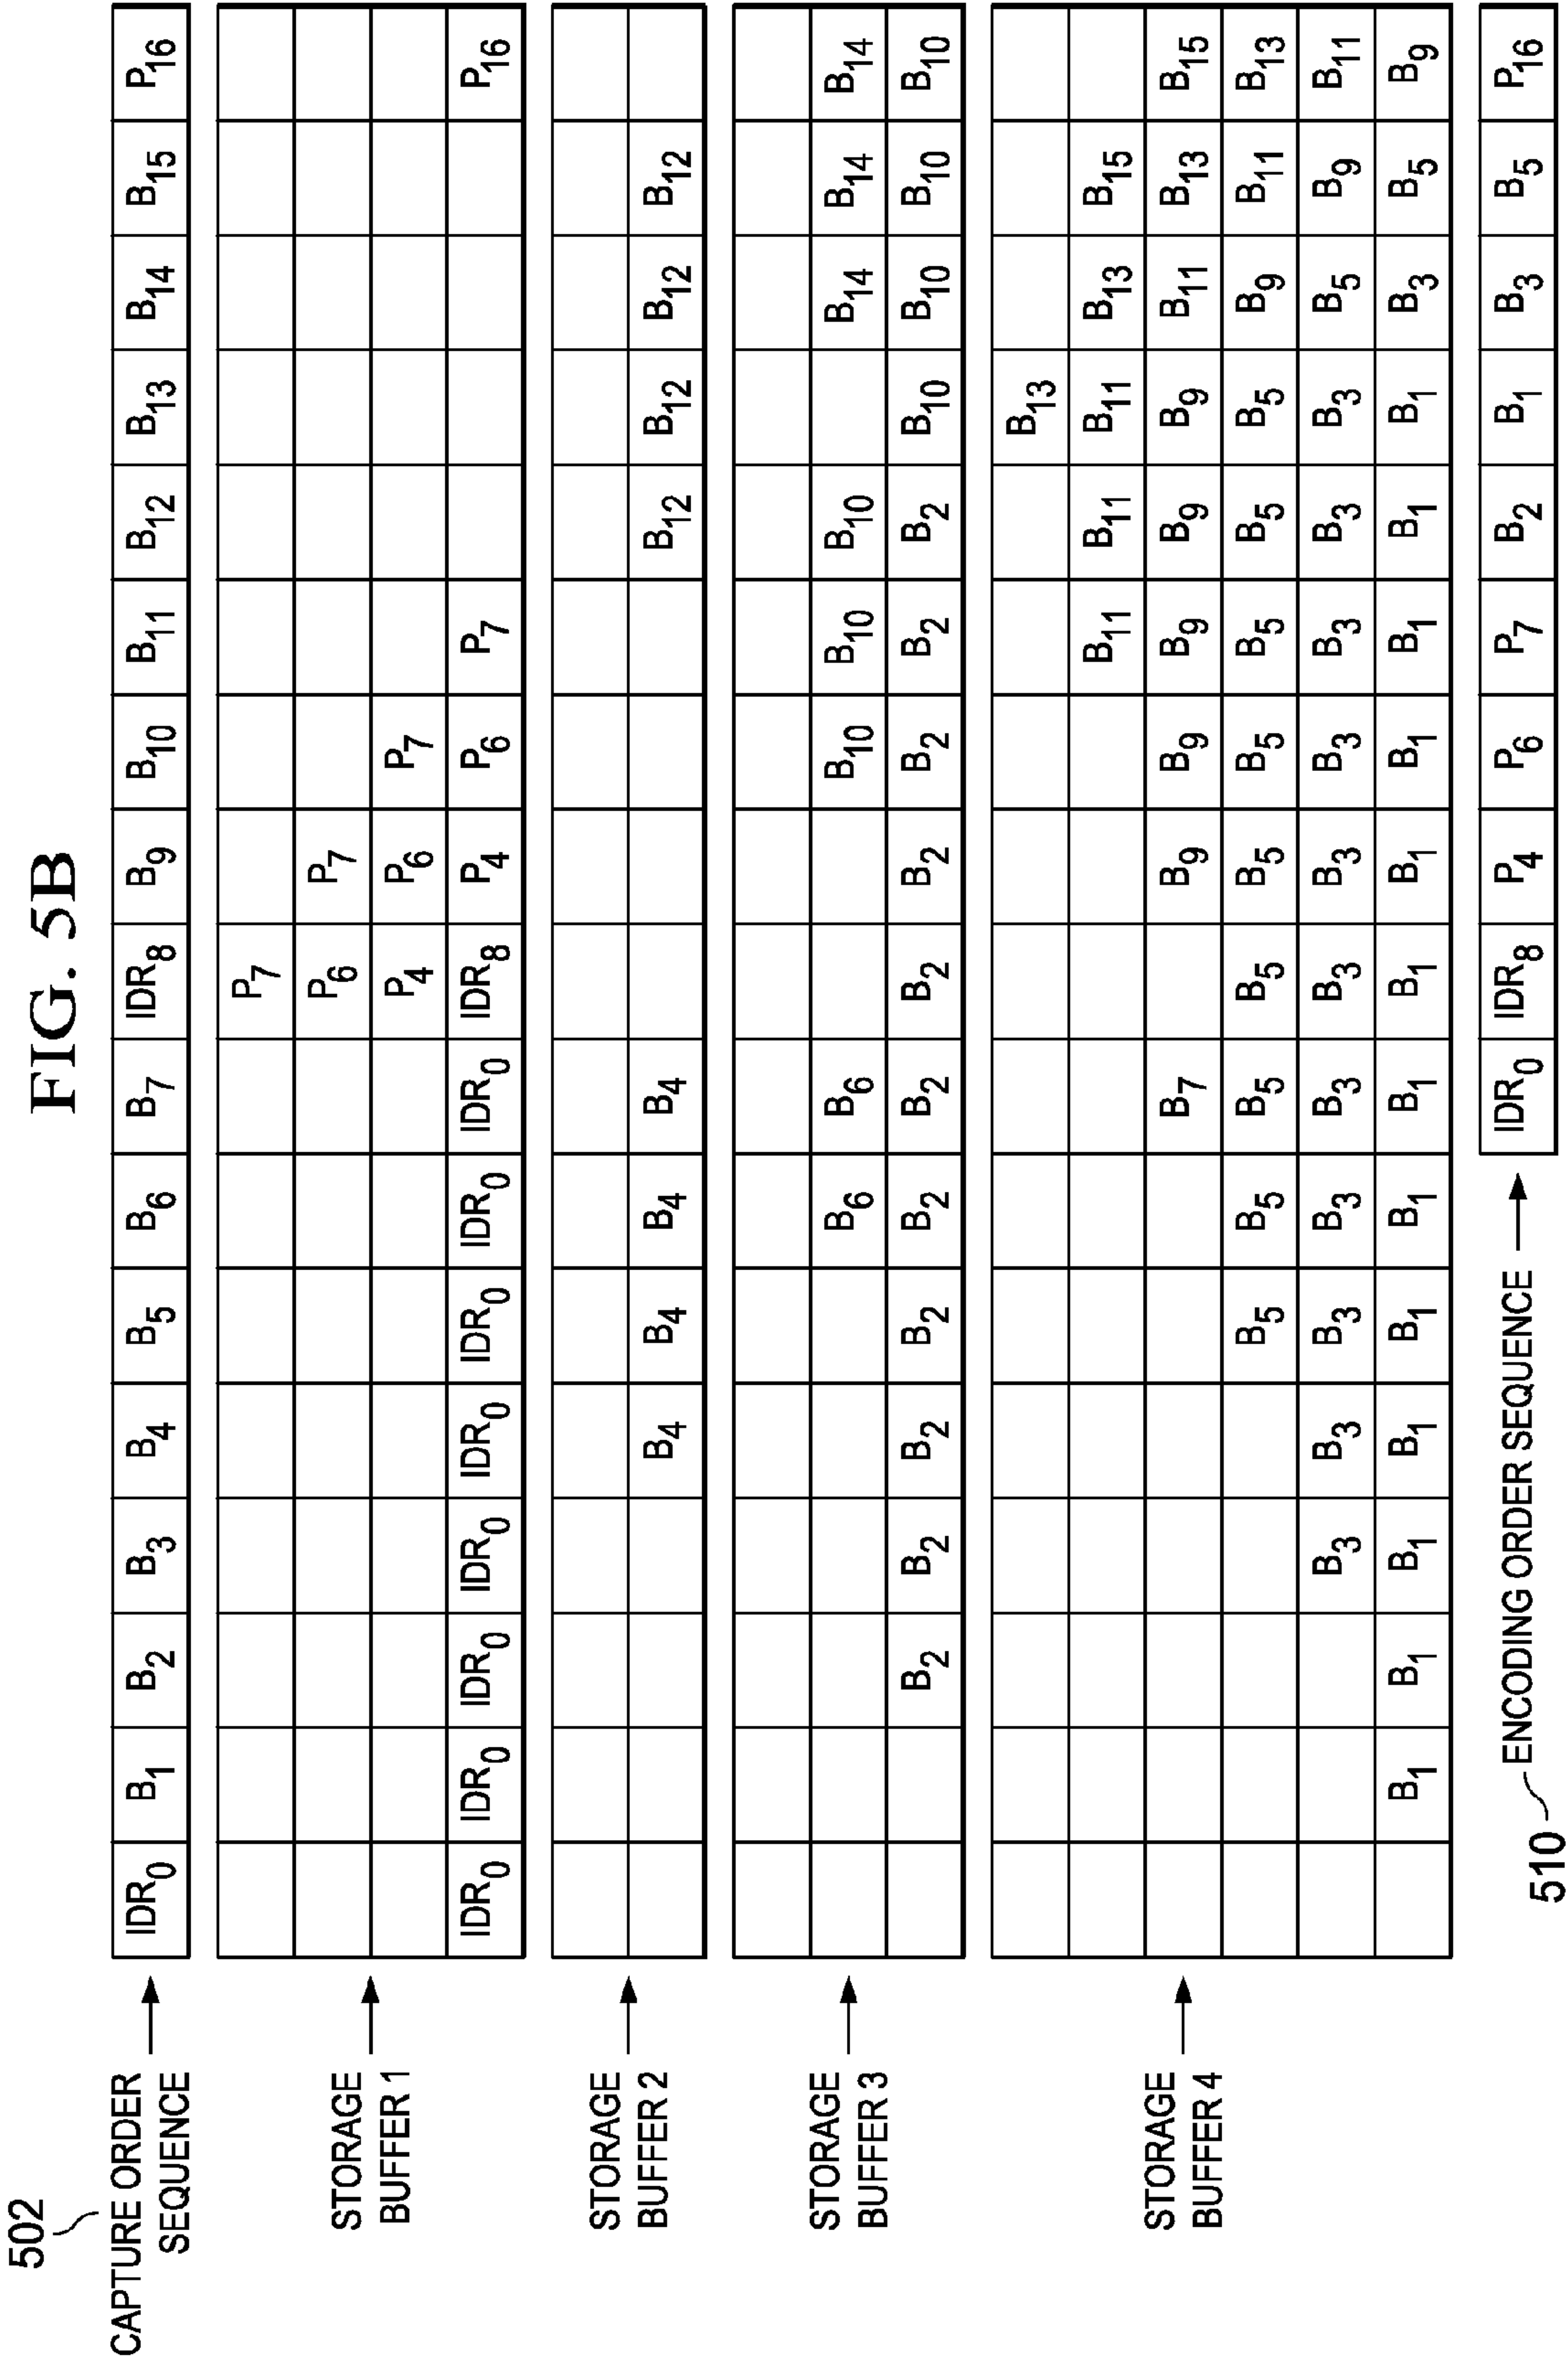 FIG. 5B
502
CAPTURE ORDER SEQUENCE → IDR0 B1 B2 B3 B4 B5 B6 B7 IDR8 B9 B10 B11 B12 B13 B14 B15 P16
P7
P6 P7
STORAGE BUFFER 1 → P4 P6 P7
IDR0 IDR0 IDR0 IDR0 IDR0 IDR0 IDR0 IDR0 IDR8 P4 P6 P7 P16
STORAGE BUFFER 2 → B4 B4 B4 B4 B12 B12 B12 B12
STORAGE BUFFER 3 → B6 B6 B10 B10 B10 B14 B14 B14
B2 B2 B2 B2 B2 B2 B2 B2 B2 B2 B2 B10 B10 B10 B10
B13
B11 B11 B11 B13 B15
STORAGE BUFFER 4 → B7 B9 B9 B9 B9 B9 B11 B13 B15
B5 B5 B5 B5 B5 B5 B5 B5 B5 B9 B11 B13
B3 B3 B3 B3 B3 B3 B3 B3 B3 B3 B3 B5 B9 B11
B1 B1 B1 B1 B1 B1 B1 B1 B1 B1 B1 B1 B1 B3 B5 B9
510 ENCODING ORDER SEQUENCE → IDR0 IDR8 P4 P6 P7 B2 B1 B3 B5 P16